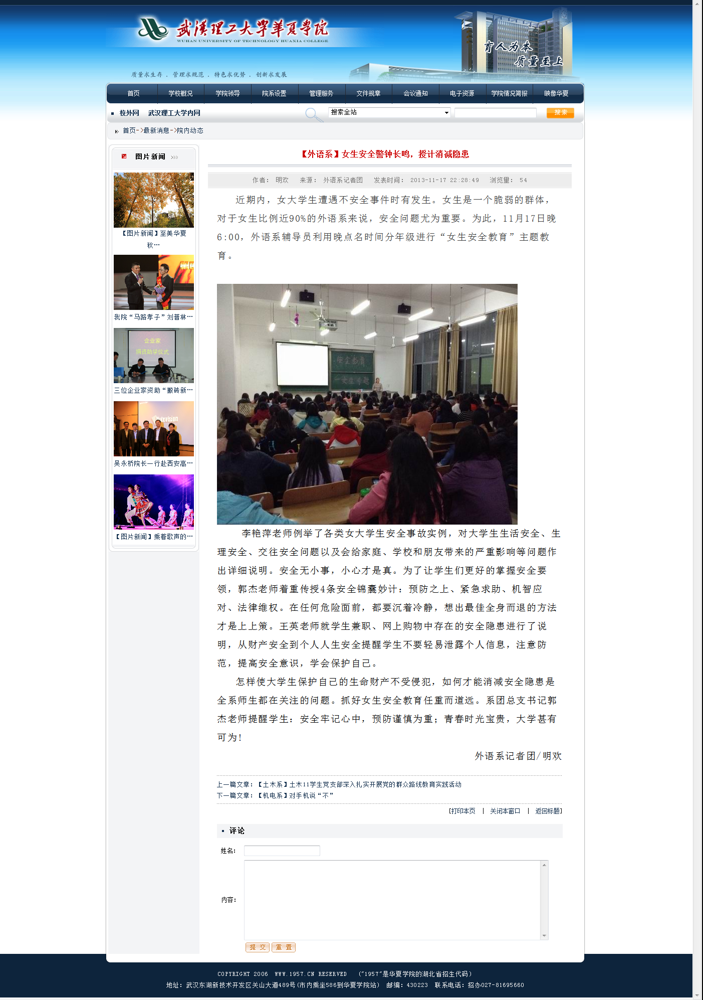 武漢理工大學華夏學院
WUHAN UNIVERSITY OF TECHNOLOGY HUAXIA COLLEGE
育人为本
质量至上
质量求生存 . 管理求规范 . 特色求优势 . 创新求发展
首页 学校概况 学院领导 院系设置 管理服务 文件规章 会议通知 电子资源 学院情况简报 映像华夏
校外网 武汉理工大学内网 搜索全站 搜索
首页->最新消息->院内动态
图片新闻
【图片新闻】至美华夏
秋…
我院“马路孝子”刘普林…
企业家
捐资助学仪式
三位企业家资助“搬砖新…
吴永桥院长一行赴西安高…
【图片新闻】乘着歌声的…
【外语系】女生安全警钟长鸣，授计消减隐患
作者： 明欢 来源： 外语系记者团 发表时间： 2013-11-17 22:28:49 浏览量： 54
近期内，女大学生遭遇不安全事件时有发生。女生是一个脆弱的群体，
对于女生比例近90%的外语系来说，安全问题尤为重要。为此，11月17日晚
6:00，外语系辅导员利用晚点名时间分年级进行“女生安全教育”主题教
育。
安全教育
李艳萍老师例举了各类女大学生安全事故实例，对大学生生活安全、生
理安全、交往安全问题以及会给家庭、学校和朋友带来的严重影响等问题作
出详细说明。安全无小事，小心才是真。为了让学生们更好的掌握安全要
领，郭杰老师着重传授4条安全锦囊妙计：预防之上、紧急求助、机智应
对、法律维权。在任何危险面前，都要沉着冷静，想出最佳全身而退的方法
才是上上策。王英老师就学生兼职、网上购物中存在的安全隐患进行了说
明，从财产安全到个人人生安全提醒学生不要轻易泄露个人信息，注意防
范，提高安全意识，学会保护自己。
怎样使大学生保护自己的生命财产不受侵犯，如何才能消减安全隐患是
全系师生都在关注的问题。抓好女生安全教育任重而道远。系团总支书记郭
杰老师提醒学生：安全牢记心中，预防谨慎为重；青春时光宝贵，大学甚有
可为!
外语系记者团/明欢
上一篇文章：【土木系】土木11学生党支部深入扎实开展党的群众路线教育实践活动
下一篇文章：【机电系】对手机说“不”
[打印本页 | 关闭本窗口 | 返回标题]
评论
姓名：
内容：
提 交 重 置
COPYRIGHT 2006 WWW.1957.CN RESERVED ("1957"是华夏学院的湖北省招生代码)
地址：武汉东湖新技术开发区关山大道489号(市内乘坐586到华夏学院站) 邮编：430223 联系电话：招办027-81695660